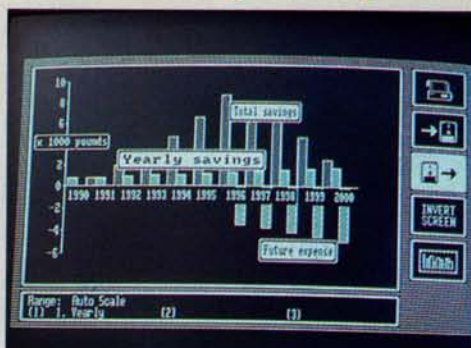 10
8
Total savings
x 1000 pounds
Yearly savings
2
0
1990 1991 1992 1993 1994 1995 1996 1997 1998 1999 2000
-2
-4
Future expense
-6
INVERT
SCREEN
Range: Auto Scale
(1) 1. Yearly (2) (3)